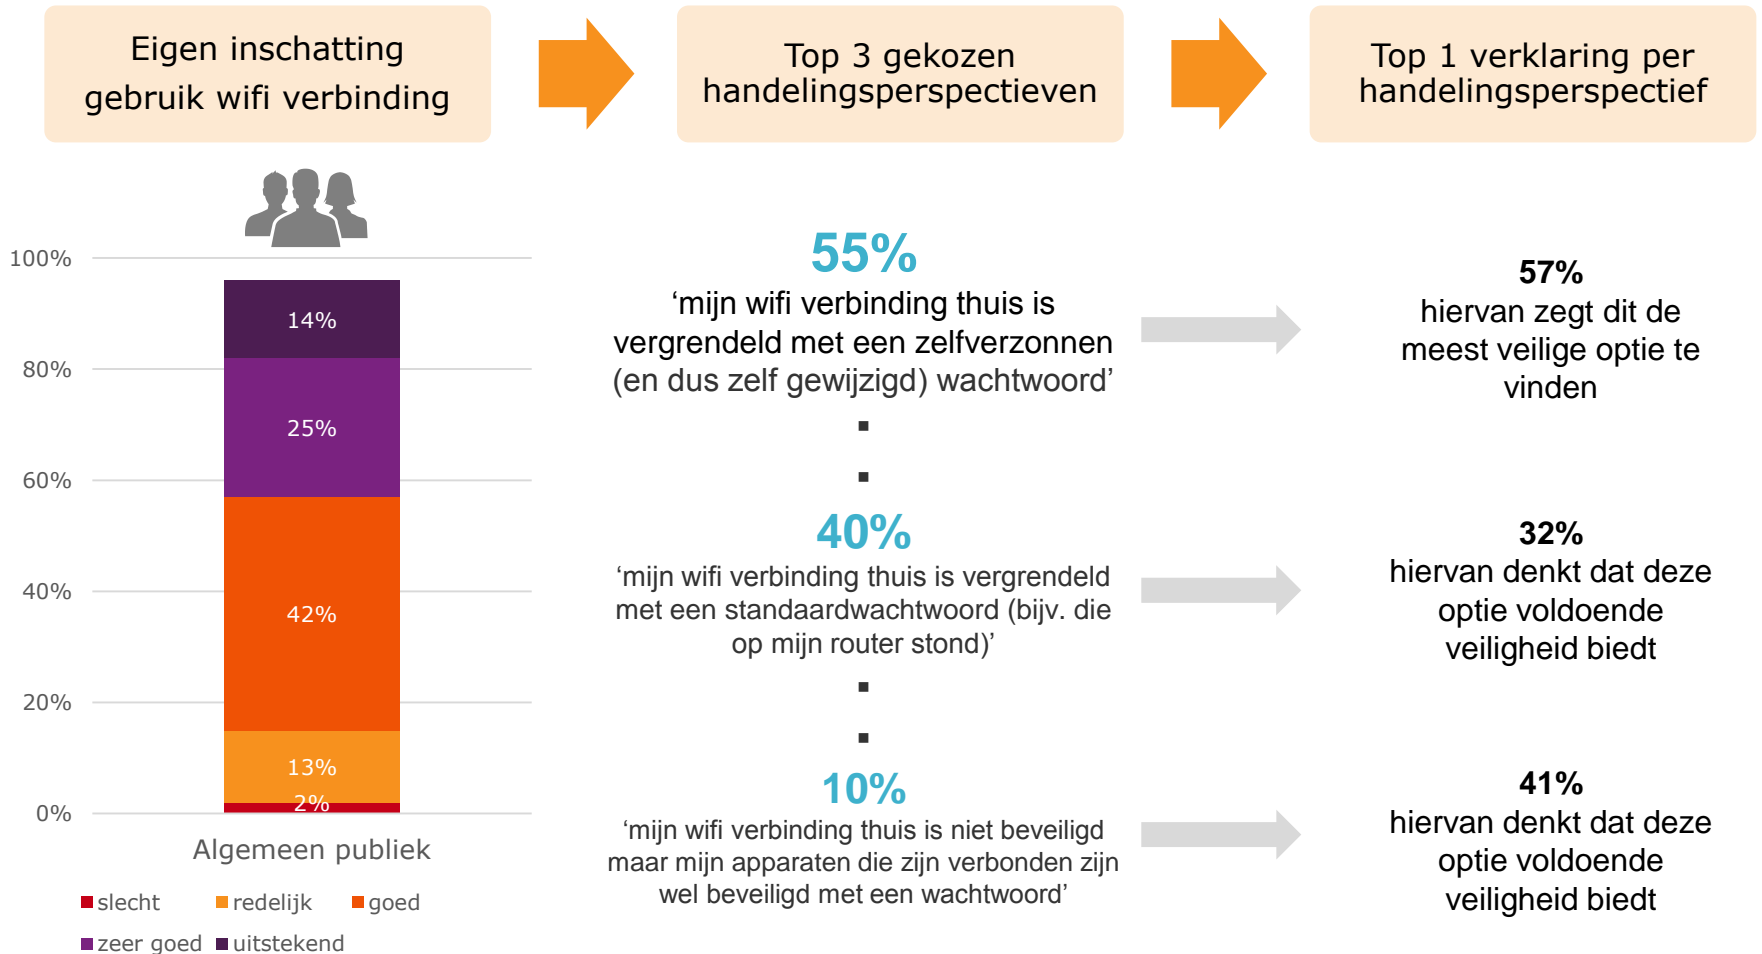 Eigen inschatting
gebruik wifi verbinding
Top 3 gekozen
handelingsperspectieven
Top 1 verklaring per
handelingsperspectief
100%
80%
60%
40%
20%
0%
14%
25%
42%
13%
2%
Algemeen publiek
slecht
redelijk
goed
zeer goed
uitstekend
55%
‘mijn wifi verbinding thuis is
vergrendeld met een zelfverzonnen
(en dus zelf gewijzigd) wachtwoord’
40%
‘mijn wifi verbinding thuis is vergrendeld
met een standaardwachtwoord (bijv. die
op mijn router stond)’
10%
‘mijn wifi verbinding thuis is niet beveiligd
maar mijn apparaten die zijn verbonden zijn
wel beveiligd met een wachtwoord’
57%
hiervan zegt dit de
meest veilige optie te
vinden
32%
hiervan denkt dat deze
optie voldoende
veiligheid biedt
41%
hiervan denkt dat deze
optie voldoende
veiligheid biedt